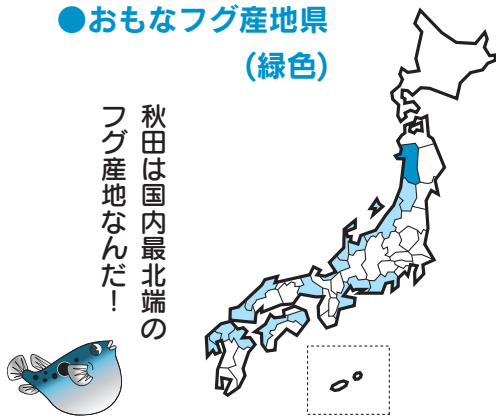 ●おもなフグ産地県
(緑色)
秋田は国内最北端の
フグ産地なんだ！